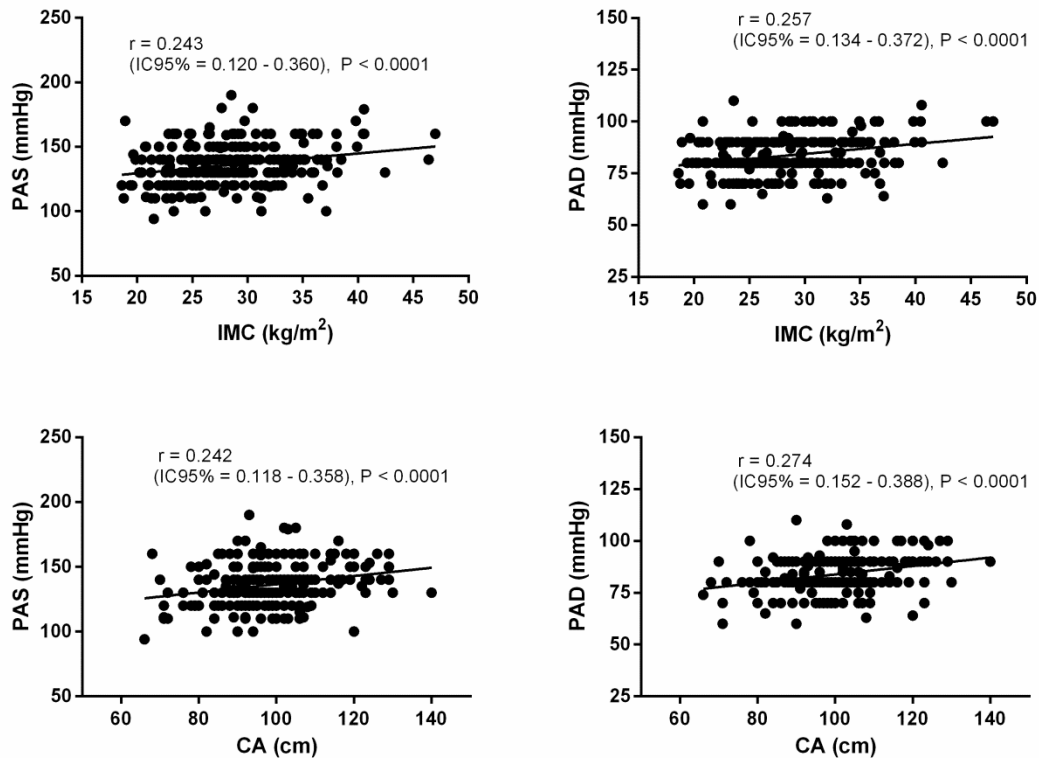 250
200
150
100
50
PAS (mmHg)
r = 0.243
(IC95% = 0.120 - 0.360), P < 0.0001
15 20 25 30 35 40 45 50
IMC (kg/m²)
150
125
100
75
50
25
PAD (mmHg)
r = 0.257
(IC95% = 0.134 - 0.372), P < 0.0001
15 20 25 30 35 40 45 50
IMC (kg/m²)
250
200
150
100
50
PAS (mmHg)
r = 0.242
(IC95% = 0.118 - 0.358), P < 0.0001
60 80 100 120 140
CA (cm)
150
125
100
75
50
25
PAD (mmHg)
r = 0.274
(IC95% = 0.152 - 0.388), P < 0.0001
60 80 100 120 140
CA (cm)